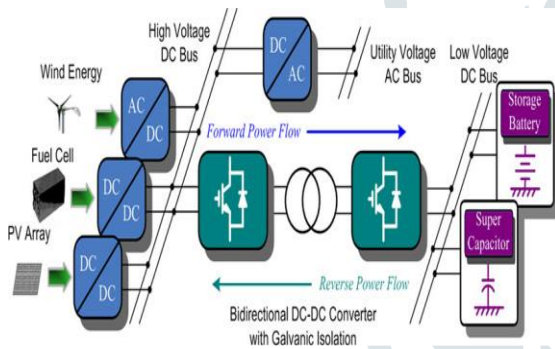 High Voltage
DC Bus
DC
AC
Utility Voltage
AC Bus
Low Voltage
DC Bus
Wind Energy
AC
DC
Storage
Battery
Forward Power Flow
Fuel Cell
DC
DC
PV Array
DC
DC
Super
Capacitor
Reverse Power Flow
Bidirectional DC-DC Converter
with Galvanic Isolation